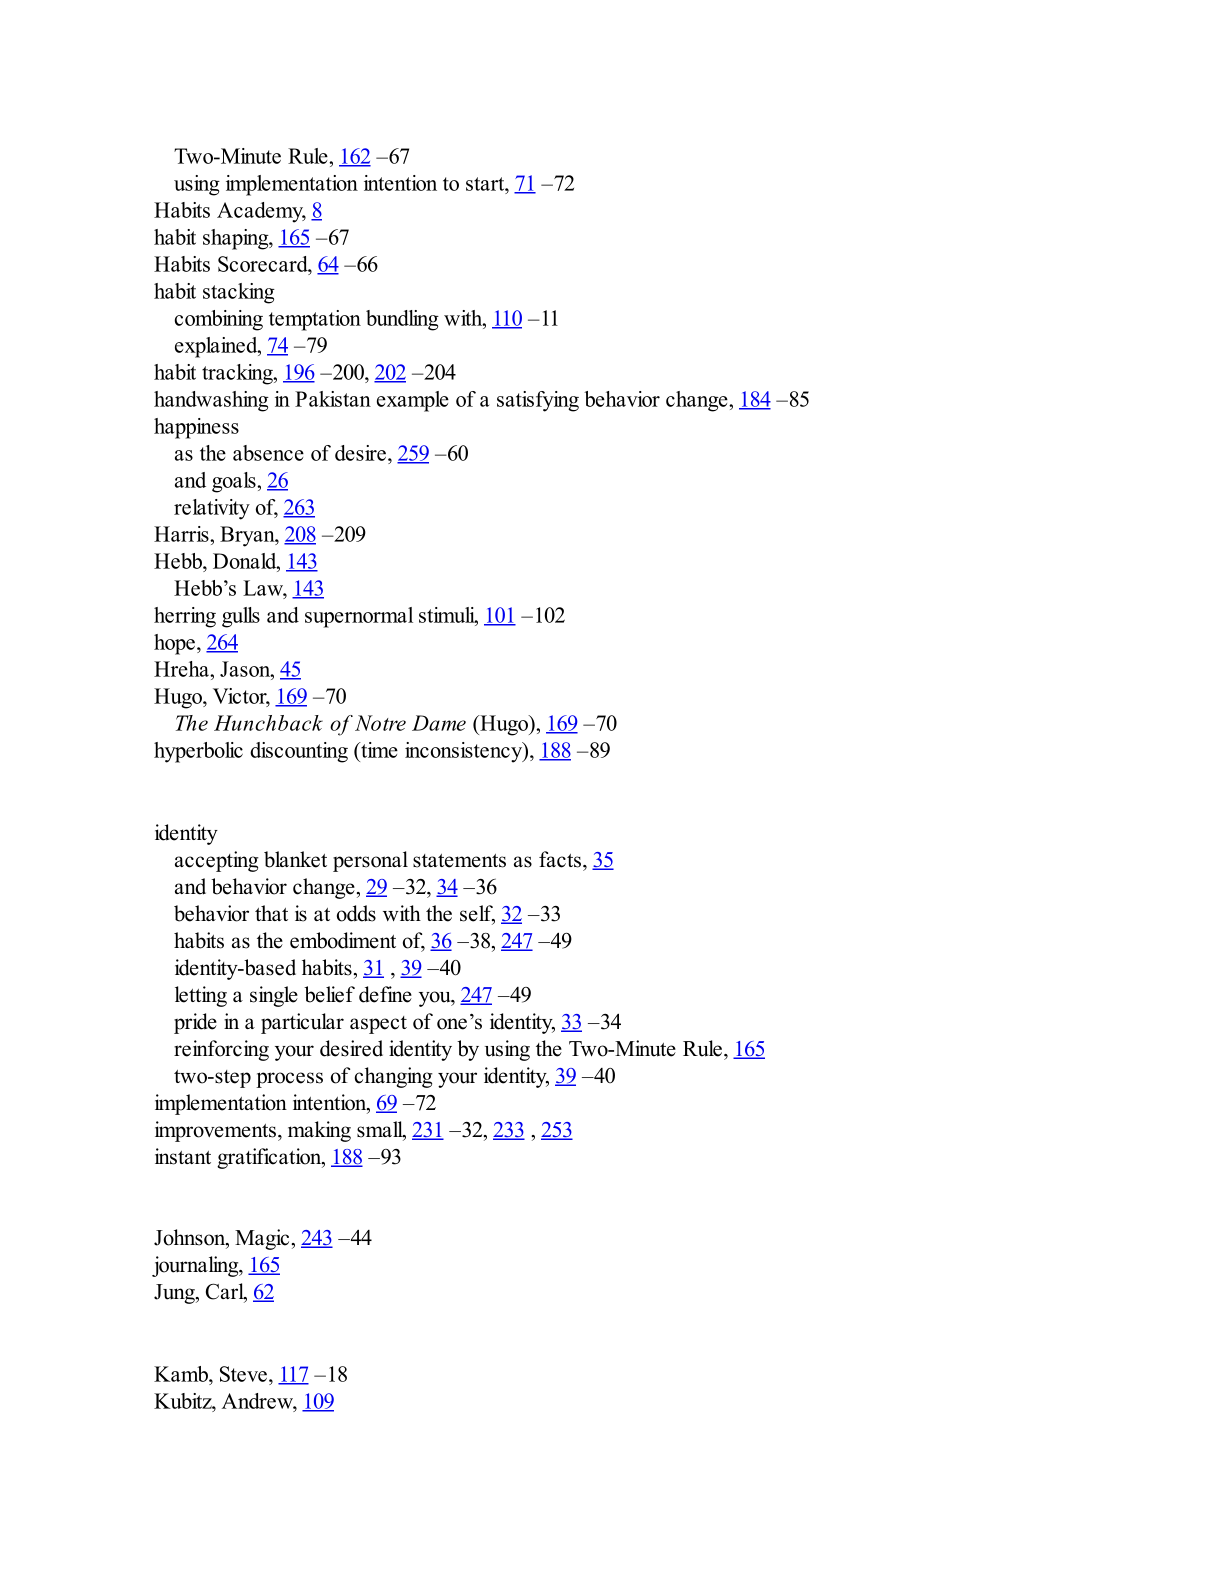 Two-Minute Rule, 162 –67
using implementation intention to start, 71 –72
Habits Academy, 8
habit shaping, 165 –67
Habits Scorecard, 64 –66
habit stacking
combining temptation bundling with, 110 –11
explained, 74 –79
habit tracking, 196 –200, 202 –204
handwashing in Pakistan example of a satisfying behavior change, 184 –85
happiness
as the absence of desire, 259 –60
and goals, 26
relativity of, 263
Harris, Bryan, 208 –209
Hebb, Donald, 143
Hebb’s Law, 143
herring gulls and supernormal stimuli, 101 –102
hope, 264
Hreha, Jason, 45
Hugo, Victor, 169 –70
The Hunchback of Notre Dame (Hugo), 169 –70
hyperbolic discounting (time inconsistency), 188 –89
identity
accepting blanket personal statements as facts, 35
and behavior change, 29 –32, 34 –36
behavior that is at odds with the self, 32 –33
habits as the embodiment of, 36 –38, 247 –49
identity-based habits, 31 , 39 –40
letting a single belief define you, 247 –49
pride in a particular aspect of one’s identity, 33 –34
reinforcing your desired identity by using the Two-Minute Rule, 165
two-step process of changing your identity, 39 –40
implementation intention, 69 –72
improvements, making small, 231 –32, 233 , 253
instant gratification, 188 –93
Johnson, Magic, 243 –44
journaling, 165
Jung, Carl, 62
Kamb, Steve, 117 –18
Kubitz, Andrew, 109